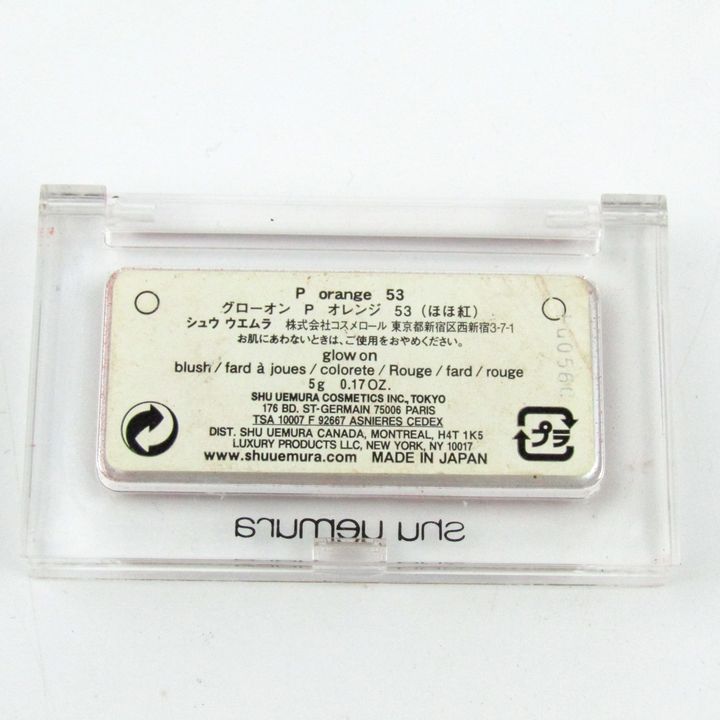 P orange 53
グローオン P オレンジ 53 (ほほ紅)
シュウ ウエムラ 株式会社コスメロール 東京都新宿区西新宿3-7-1
お肌にあわないときは、ご使用をおやめください。
glow on
blush / fard à joues / colorete / Rouge / fard / rouge
5g 0.17 OZ.
SHU UEMURA COSMETICS INC., TOKYO
176 BD. ST-GERMAIN 75006 PARIS
TSA 10007 F 92667 ASNIERES CEDEX
DIST. SHU UEMURA CANADA, MONTREAL, H4T 1K5
LUXURY PRODUCTS LLC, NEW YORK, NY 10017
www.shuuemura.com MADE IN JAPAN
プラ
shu uemura